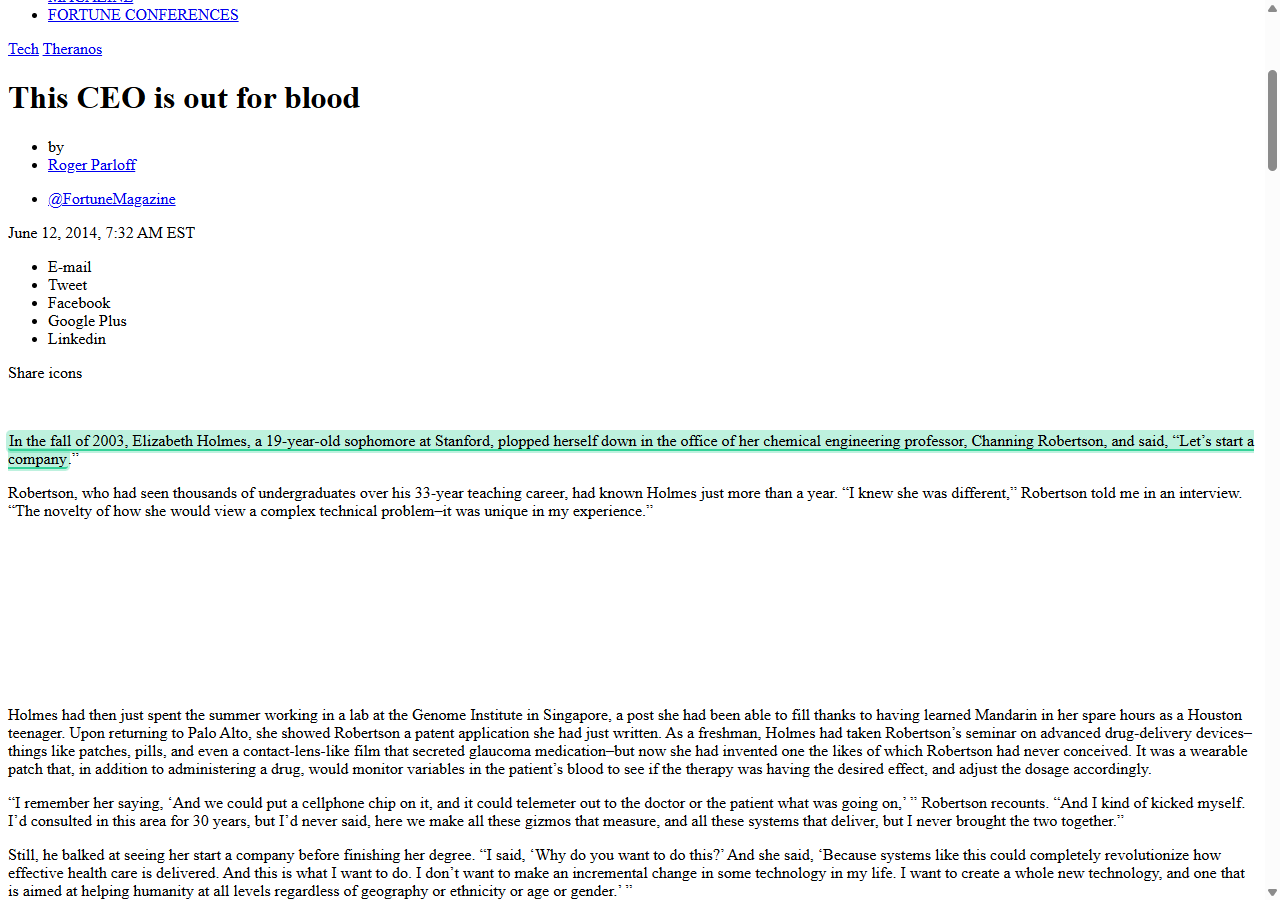 MAGAZINE
FORTUNE CONFERENCES
Tech Theranos
This CEO is out for blood
by
Roger Parloff
@FortuneMagazine
June 12, 2014, 7:32 AM EST
E-mail
Tweet
Facebook
Google Plus
Linkedin
Share icons
In the fall of 2003, Elizabeth Holmes, a 19-year-old sophomore at Stanford, plopped herself down in the office of her chemical engineering professor, Channing Robertson, and said, “Let’s start a
company.”
Robertson, who had seen thousands of undergraduates over his 33-year teaching career, had known Holmes just more than a year. “I knew she was different,” Robertson told me in an interview.
“The novelty of how she would view a complex technical problem–it was unique in my experience.”
Holmes had then just spent the summer working in a lab at the Genome Institute in Singapore, a post she had been able to fill thanks to having learned Mandarin in her spare hours as a Houston
teenager. Upon returning to Palo Alto, she showed Robertson a patent application she had just written. As a freshman, Holmes had taken Robertson’s seminar on advanced drug-delivery devices–
things like patches, pills, and even a contact-lens-like film that secreted glaucoma medication–but now she had invented one the likes of which Robertson had never conceived. It was a wearable
patch that, in addition to administering a drug, would monitor variables in the patient’s blood to see if the therapy was having the desired effect, and adjust the dosage accordingly.
“I remember her saying, ‘And we could put a cellphone chip on it, and it could telemeter out to the doctor or the patient what was going on,’ ” Robertson recounts. “And I kind of kicked myself.
I’d consulted in this area for 30 years, but I’d never said, here we make all these gizmos that measure, and all these systems that deliver, but I never brought the two together.”
Still, he balked at seeing her start a company before finishing her degree. “I said, ‘Why do you want to do this?’ And she said, ‘Because systems like this could completely revolutionize how
effective health care is delivered. And this is what I want to do. I don’t want to make an incremental change in some technology in my life. I want to create a whole new technology, and one that
is aimed at helping humanity at all levels regardless of geography or ethnicity or age or gender.’ ”